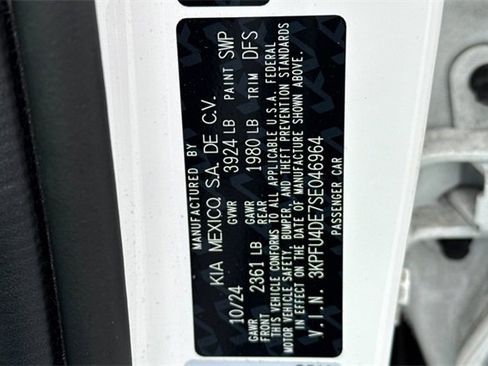 MANUFACTURED BY
KIA MEXICO, S.A. DE C.V.
10/24 GVWR 3924 LB PAINT SWP
GAWR FRONT 2361 LB GAWR REAR 1980 LB TRIM DFS
THIS VEHICLE CONFORMS TO ALL APPLICABLE U.S.A. FEDERAL
MOTOR VEHICLE SAFETY, BUMPER, AND THEFT PREVENTION STANDARDS
IN EFFECT ON THE DATE OF MANUFACTURE SHOWN ABOVE.
V.I.N. 3KPFU4DE7SE046964
PASSENGER CAR